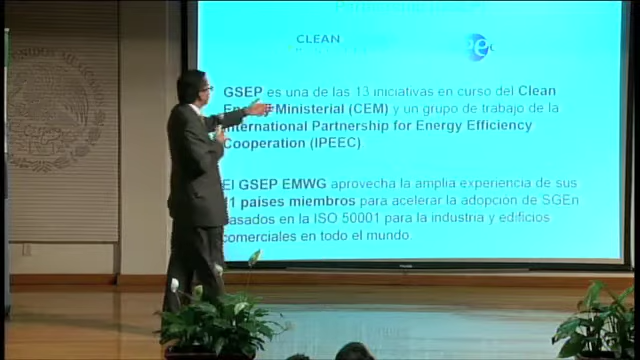 CLEAN
GSEP es una de las 13 iniciativas en curso del Clean
Ministerial (CEM) y un grupo de trabajo de la
International Partnership for Energy Efficiency
Cooperation (IPEEC)
El GSEP EMWG aprovecha la amplia experiencia de sus
11 países miembros para acelerar la adopción de SGEn
basados en la ISO 50001 para la industria y edificios
comerciales en todo el mundo.